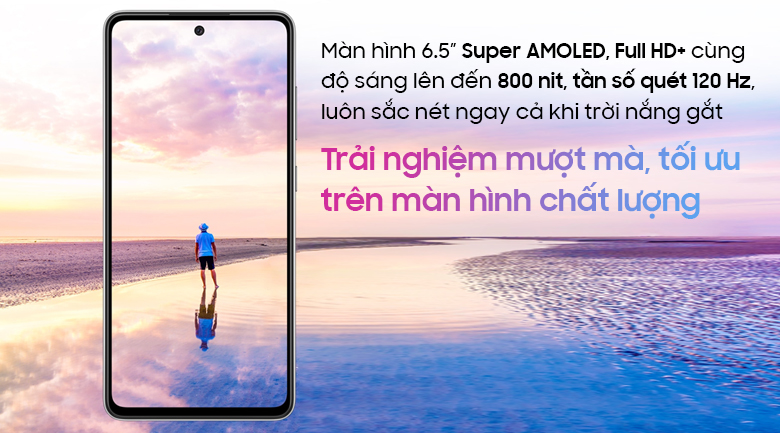 Màn hình 6.5” Super AMOLED, Full HD+ cùng
độ sáng lên đến 800 nit, tần số quét 120 Hz,
luôn sắc nét ngay cả khi trời nắng gắt
Trải nghiệm mượt mà, tối ưu
trên màn hình chất lượng